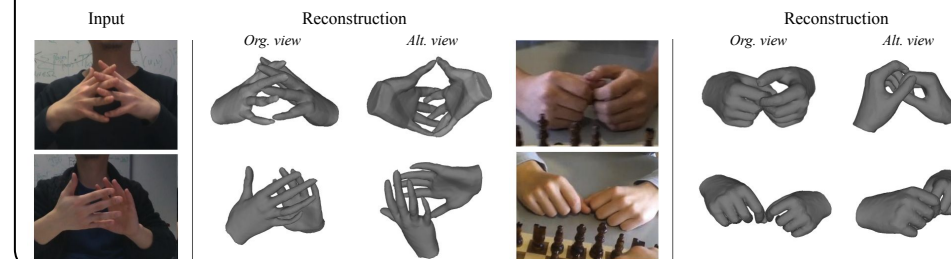 Input
Reconstruction
Org. view
Alt. view
Reconstruction
Org. view
Alt. view